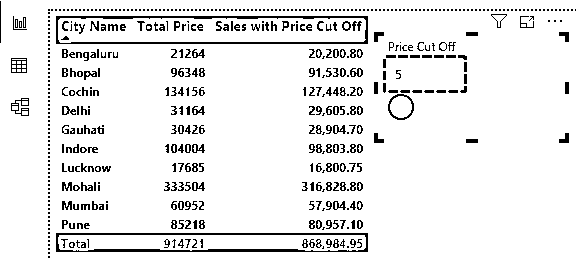 City Name Total Price Sales with Price Cut Off
Bengaluru 21264 20,200.80
Bhopal 96348 91,530.60
Cochin 134156 127,448.20
Delhi 31164 29,605.80
Gauhati 30426 28,904.70
Indore 104004 98,803.80
Lucknow 17685 16,800.75
Mohali 333504 316,828.80
Mumbai 60952 57,904.40
Pune 85218 80,957.10
Total 914721 868,984.95
Price Cut Off
5